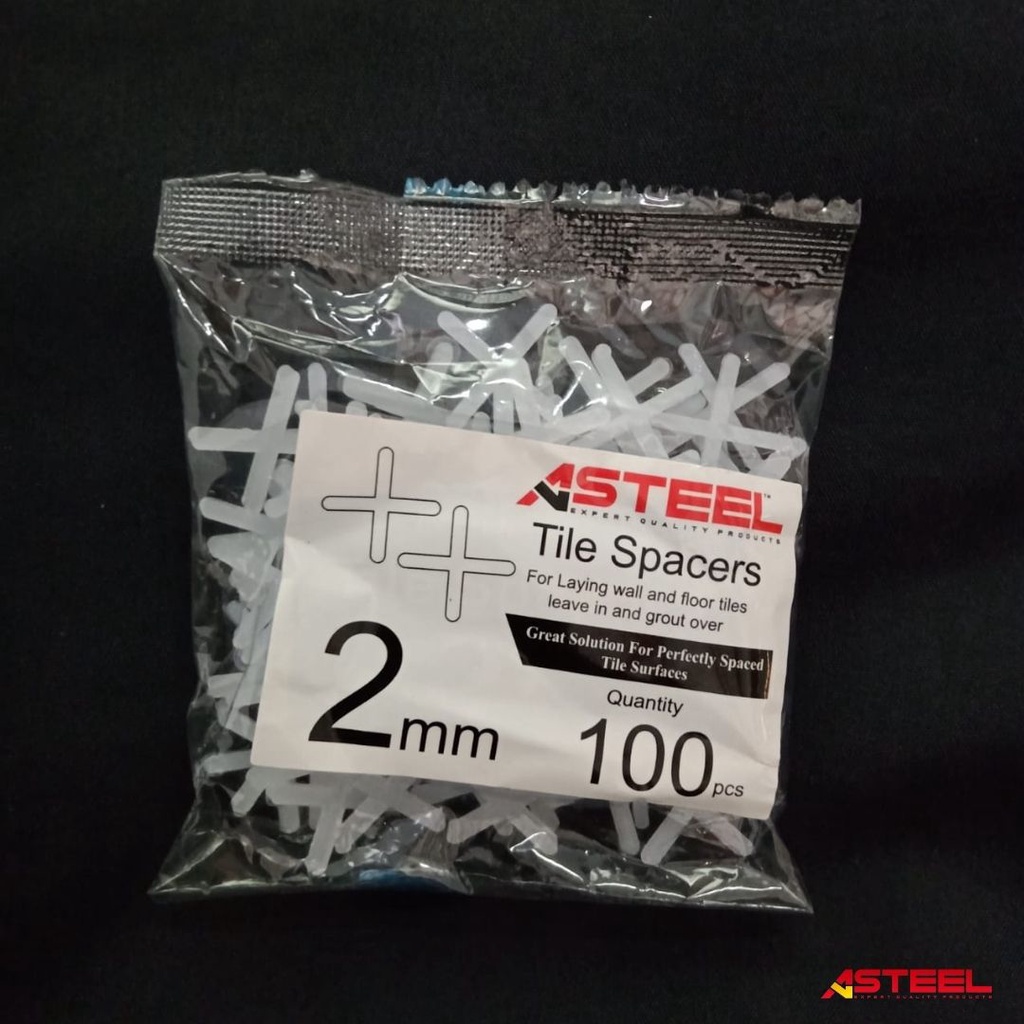 ASTEEL™
EXPERT QUALITY PRODUCTS
Tile Spacers
For Laying wall and floor tiles
leave in and grout over
Great Solution For Perfectly Spaced
Tile Surfaces
2mm
Quantity
100pcs
ASTEEL
EXPERT QUALITY PRODUCTS